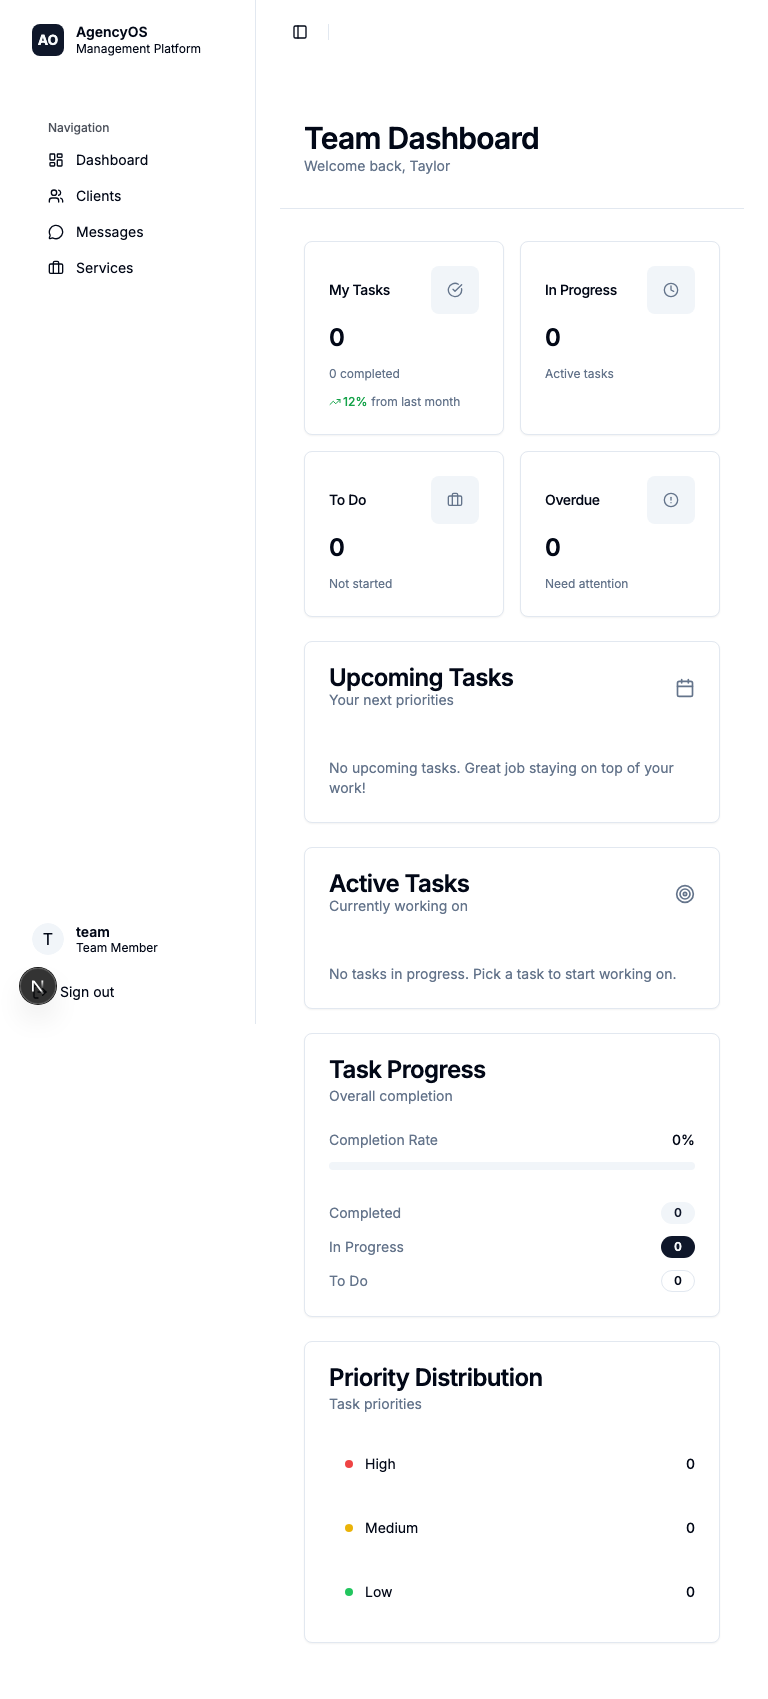 AO
AgencyOS
Management Platform
Navigation
Dashboard
Clients
Messages
Services
team
T
Team Member
N
Sign out
Team Dashboard
Welcome back, Taylor
My Tasks
0
0 completed
12% from last month
In Progress
0
Active tasks
To Do
0
Not started
Overdue
0
Need attention
Upcoming Tasks
Your next priorities
No upcoming tasks. Great job staying on top of your
work!
Active Tasks
Currently working on
No tasks in progress. Pick a task to start working on.
Task Progress
Overall completion
Completion Rate 0%
Completed 0
In Progress 0
To Do 0
Priority Distribution
Task priorities
High 0
Medium 0
Low 0